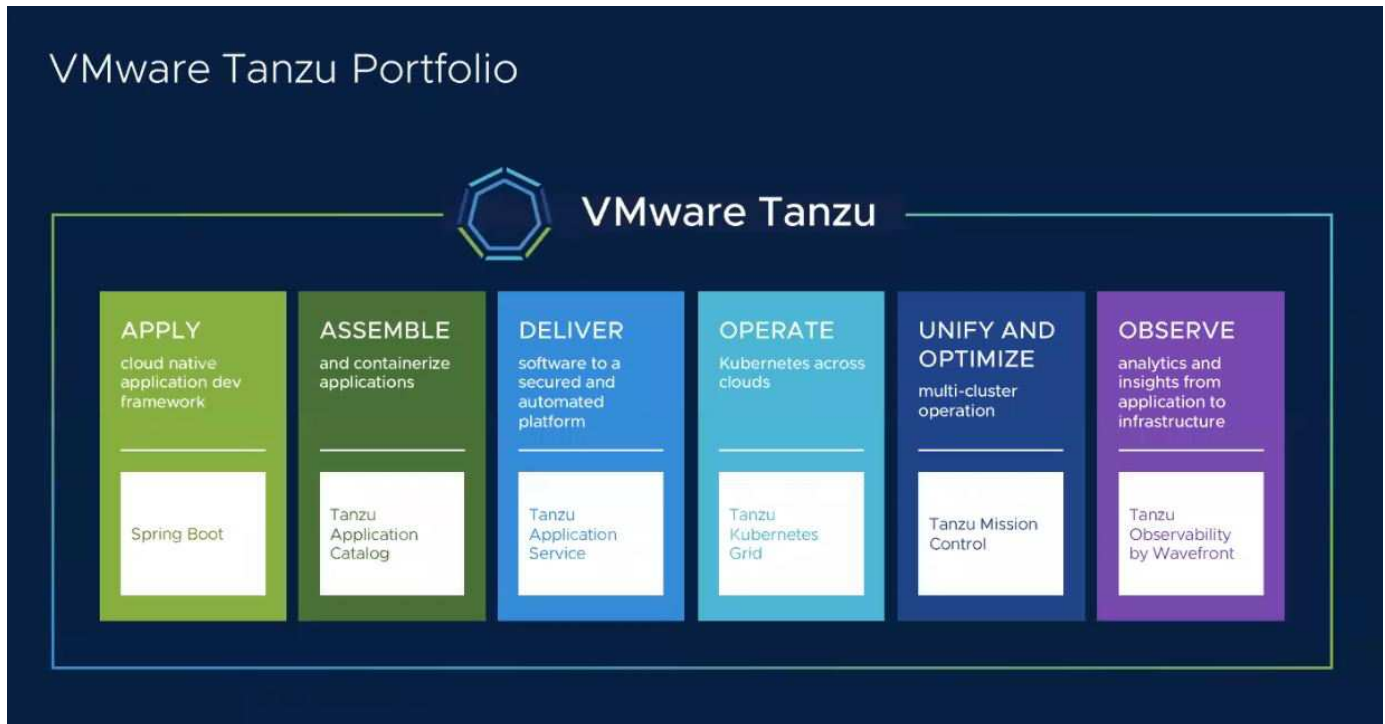 VMware Tanzu Portfolio
VMware Tanzu
APPLY
cloud native
application dev
framework
Spring Boot
ASSEMBLE
and containerize
applications
Tanzu
Application
Catalog
DELIVER
software to a
secured and
automated
platform
Tanzu
Application
Service
OPERATE
Kubernetes across
clouds
Tanzu
Kubernetes
Grid
UNIFY AND
OPTIMIZE
multi-cluster
operation
Tanzu Mission
Control
OBSERVE
analytics and
insights from
application to
infrastructure
Tanzu
Observability
by Wavefront